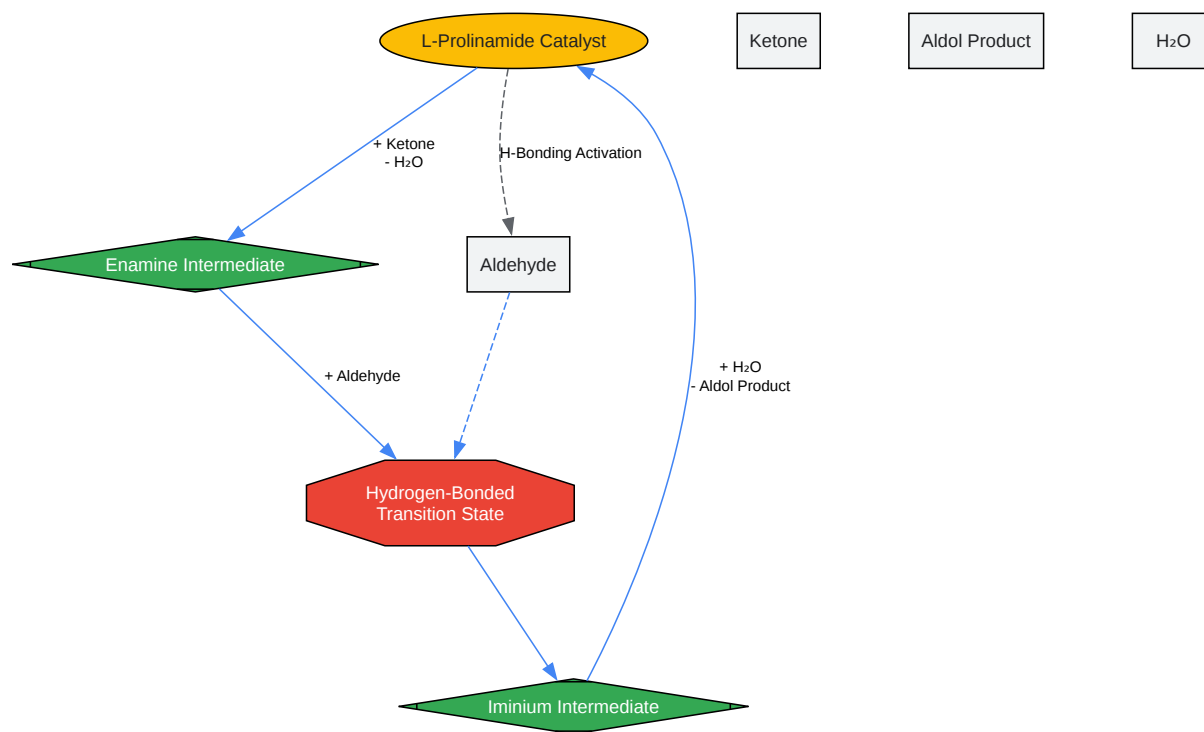 L-Prolinamide Catalyst
Ketone
Aldol Product
H₂O
+ Ketone
- H₂O
H-Bonding Activation
Enamine Intermediate
Aldehyde
+ Aldehyde
+ H₂O
- Aldol Product
Hydrogen-Bonded
Transition State
Iminium Intermediate